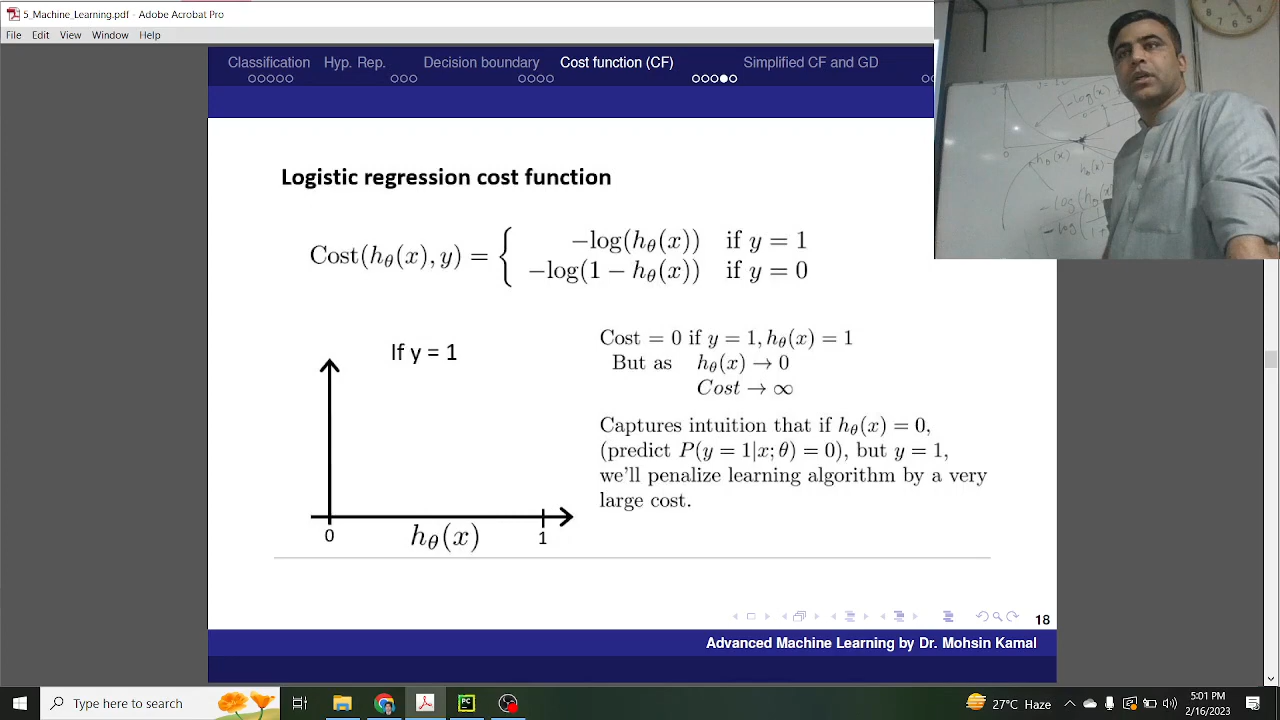 5_Machine_Learning.pdf - Adobe Acrobat Pro
File Edit View Window Help
Classification Hyp. Rep. Decision boundary Cost function (CF) Simplified CF and GD
Logistic regression cost function
Cost(hθ(x), y) = { −log(hθ(x)) if y = 1
−log(1 − hθ(x)) if y = 0
If y = 1
0 hθ(x) 1
Cost = 0 if y = 1, hθ(x) = 1
But as hθ(x) → 0
Cost → ∞
Captures intuition that if hθ(x) = 0,
(predict P(y = 1|x; θ) = 0), but y = 1,
we'll penalize learning algorithm by a very
large cost.
18
Advanced Machine Learning by Dr. Mohsin Kamal
-log(x)
0
hθ(x)
Type here to search
27°C Haze
5:01 PM
2/16/2023